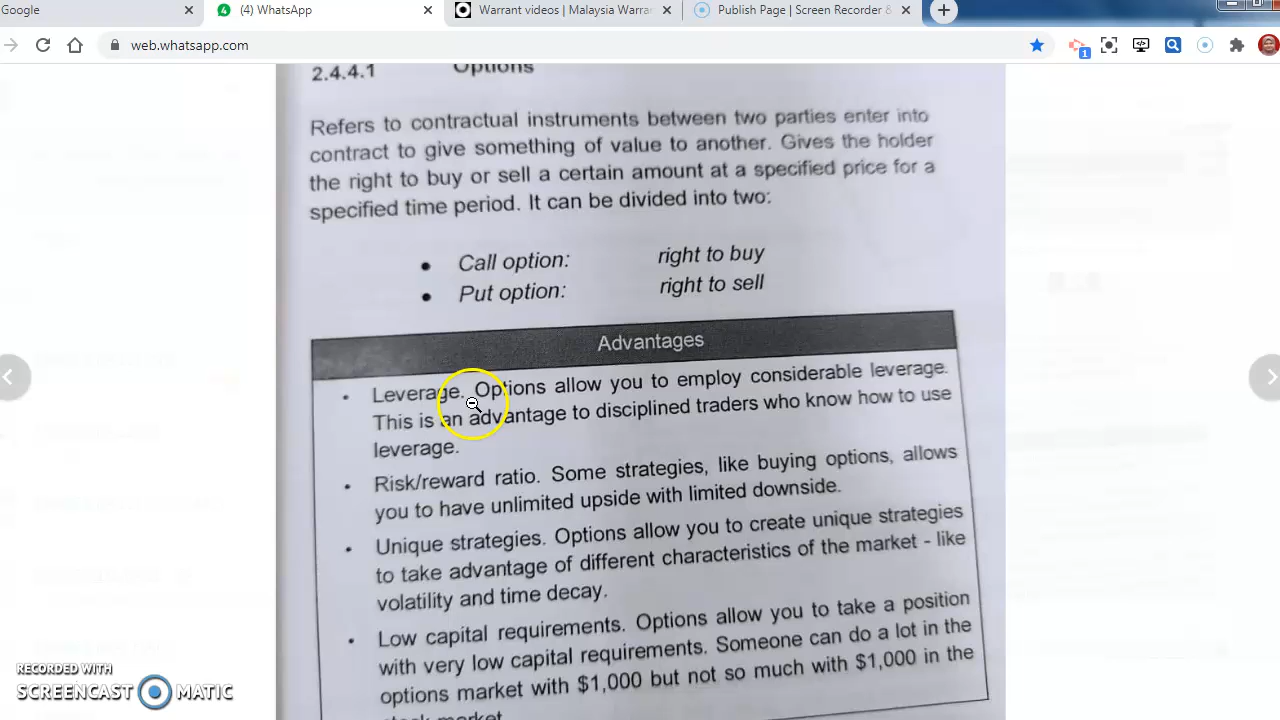 Google
(4) WhatsApp
Warrant videos | Malaysia Warra
Publish Page | Screen Recorder &
web.whatsapp.com
1
2.4.4.1 Options
Refers to contractual instruments between two parties enter into
contract to give something of value to another. Gives the holder
the right to buy or sell a certain amount at a specified price for a
specified time period. It can be divided into two:
• Call option: right to buy
• Put option: right to sell
Advantages
• Leverage. Options allow you to employ considerable leverage.
This is an advantage to disciplined traders who know how to use
leverage.
• Risk/reward ratio. Some strategies, like buying options, allows
you to have unlimited upside with limited downside.
• Unique strategies. Options allow you to create unique strategies
to take advantage of different characteristics of the market - like
volatility and time decay.
• Low capital requirements. Options allow you to take a position
with very low capital requirements. Someone can do a lot in the
options market with $1,000 but not so much with $1,000 in the
stock market.
RECORDED WITH
SCREENCAST MATIC